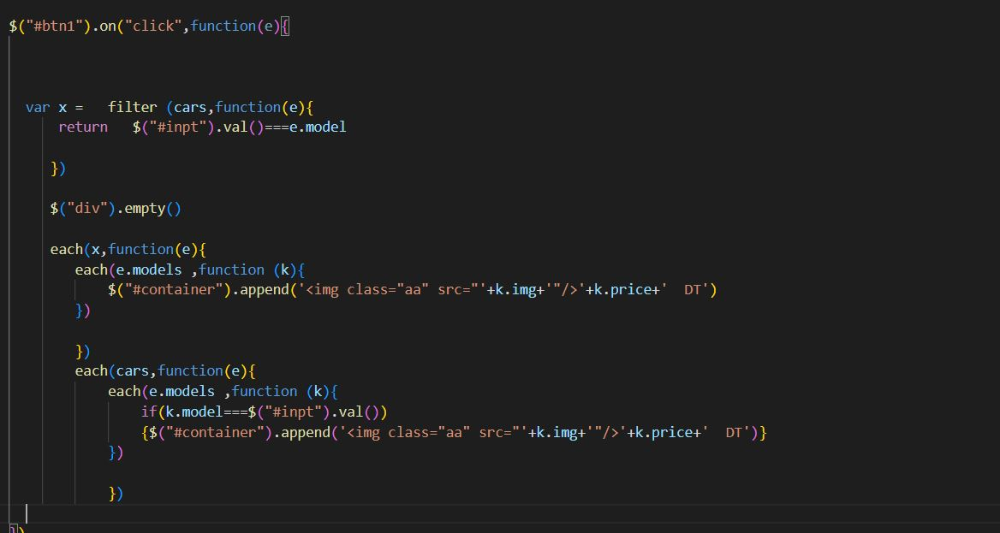 $("#btn1").on("click",function(e){
var x =   filter (cars,function(e){
return   $("#inpt").val()===e.model
})
$("div").empty()
each(x,function(e){
each(e.models ,function (k){
$("#container").append('<img class="aa" src="'+k.img+'"/>'+k.price+'  DT')
})
})
each(cars,function(e){
each(e.models ,function (k){
if(k.model===$("#inpt").val())
{$("#container").append('<img class="aa" src="'+k.img+'"/>'+k.price+'  DT')}
})
})
})